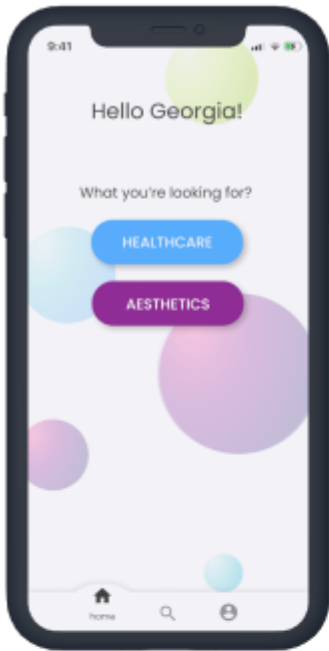 9:41
Hello Georgia!
What you're looking for?
HEALTHCARE
AESTHETICS
home